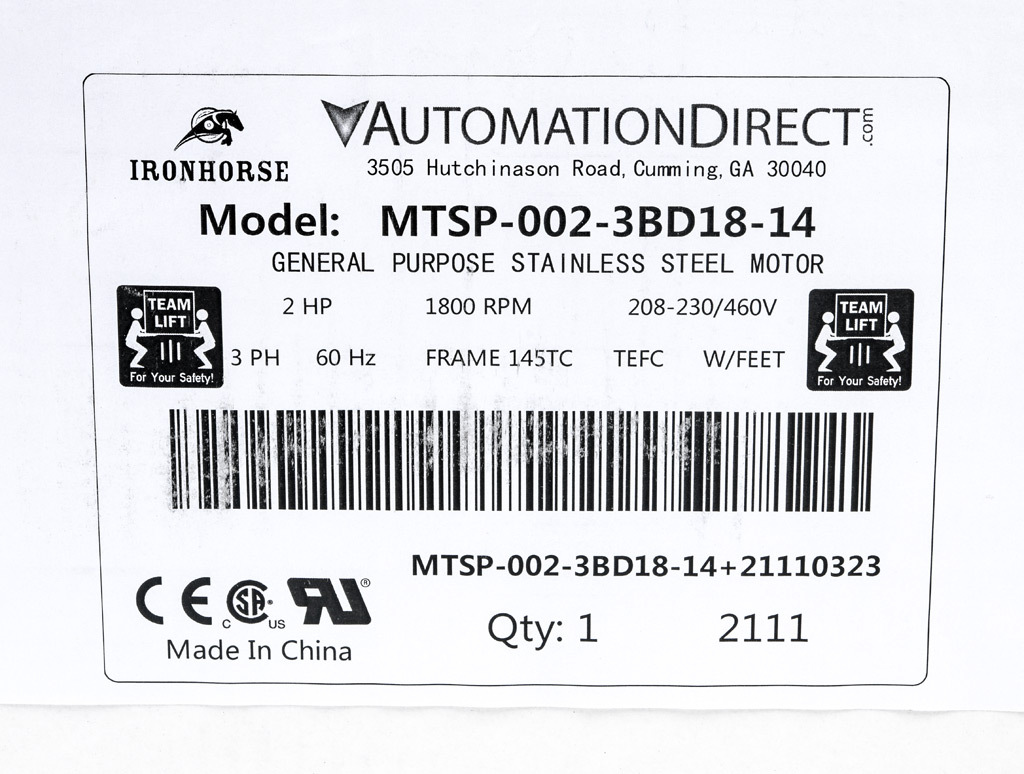 IRONHORSE
AUTOMATIONDIRECT.com
3505 Hutchinason Road, Cumming, GA 30040
Model: MTSP-002-3BD18-14
GENERAL PURPOSE STAINLESS STEEL MOTOR
2 HP 1800 RPM 208-230/460V
TEAM LIFT
For Your Safety!
3 PH 60 Hz FRAME 145TC TEFC W/FEET
TEAM LIFT
For Your Safety!
MTSP-002-3BD18-14+21110323
CE C SA US RU®
Made In China
Qty: 1 2111